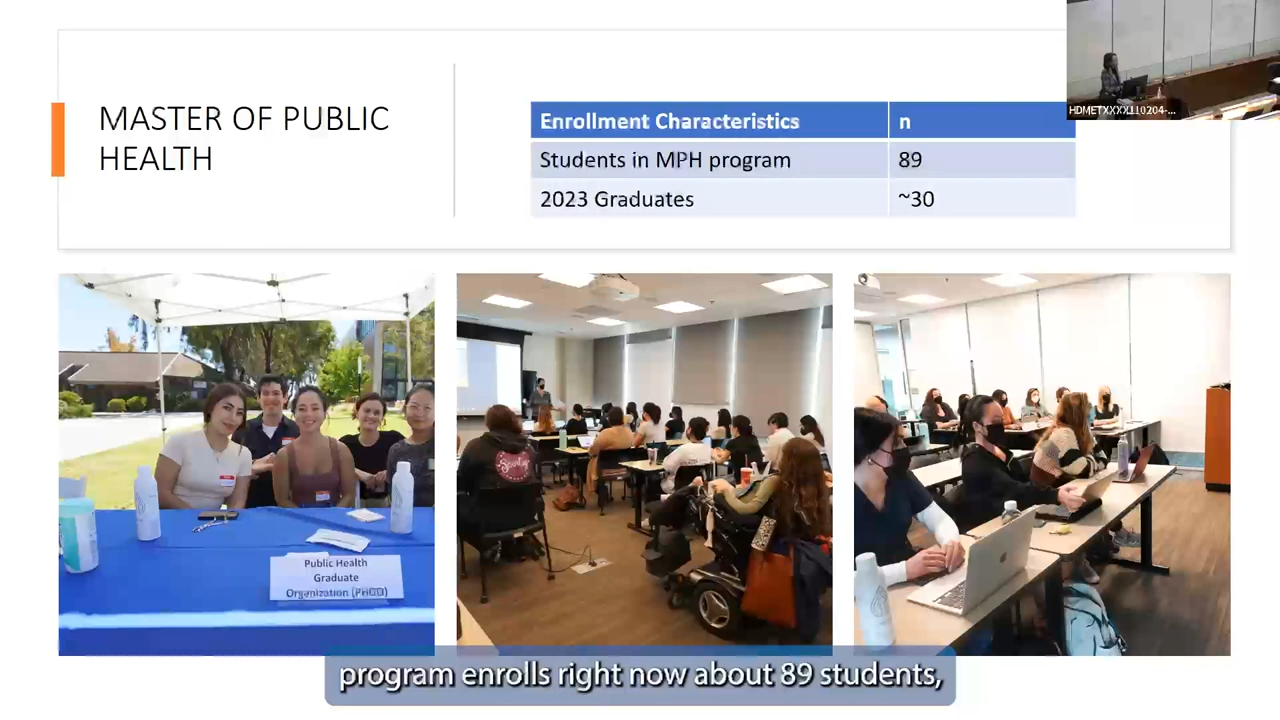 MASTER OF PUBLIC
HEALTH
Enrollment Characteristics n
Students in MPH program 89
2023 Graduates ~30
HDMETXXXX110204-...
Public Health
Graduate
Organization
program enrolls right now about 89 students,